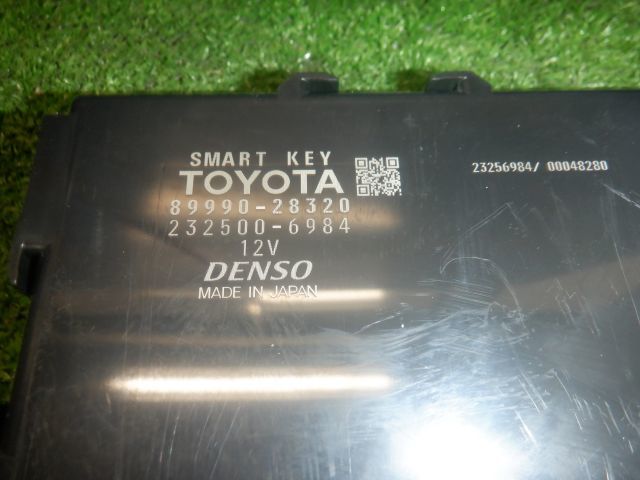 SMART KEY
TOYOTA
89990-28320
232500-6984
12V
DENSO
MADE IN JAPAN
23256984/ 00048280